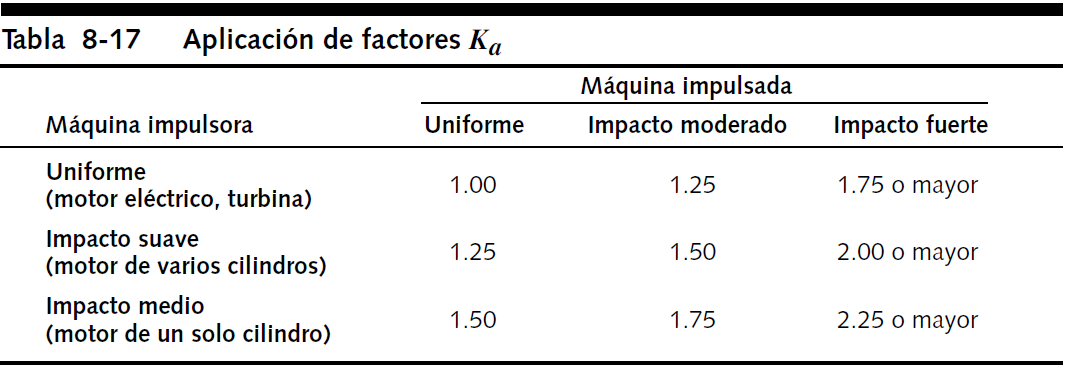 Tabla 8-17 Aplicación de factores Ka
Máquina impulsada
Máquina impulsora Uniforme Impacto moderado Impacto fuerte
Uniforme
(motor eléctrico, turbina) 1.00 1.25 1.75 o mayor
Impacto suave
(motor de varios cilindros) 1.25 1.50 2.00 o mayor
Impacto medio
(motor de un solo cilindro) 1.50 1.75 2.25 o mayor